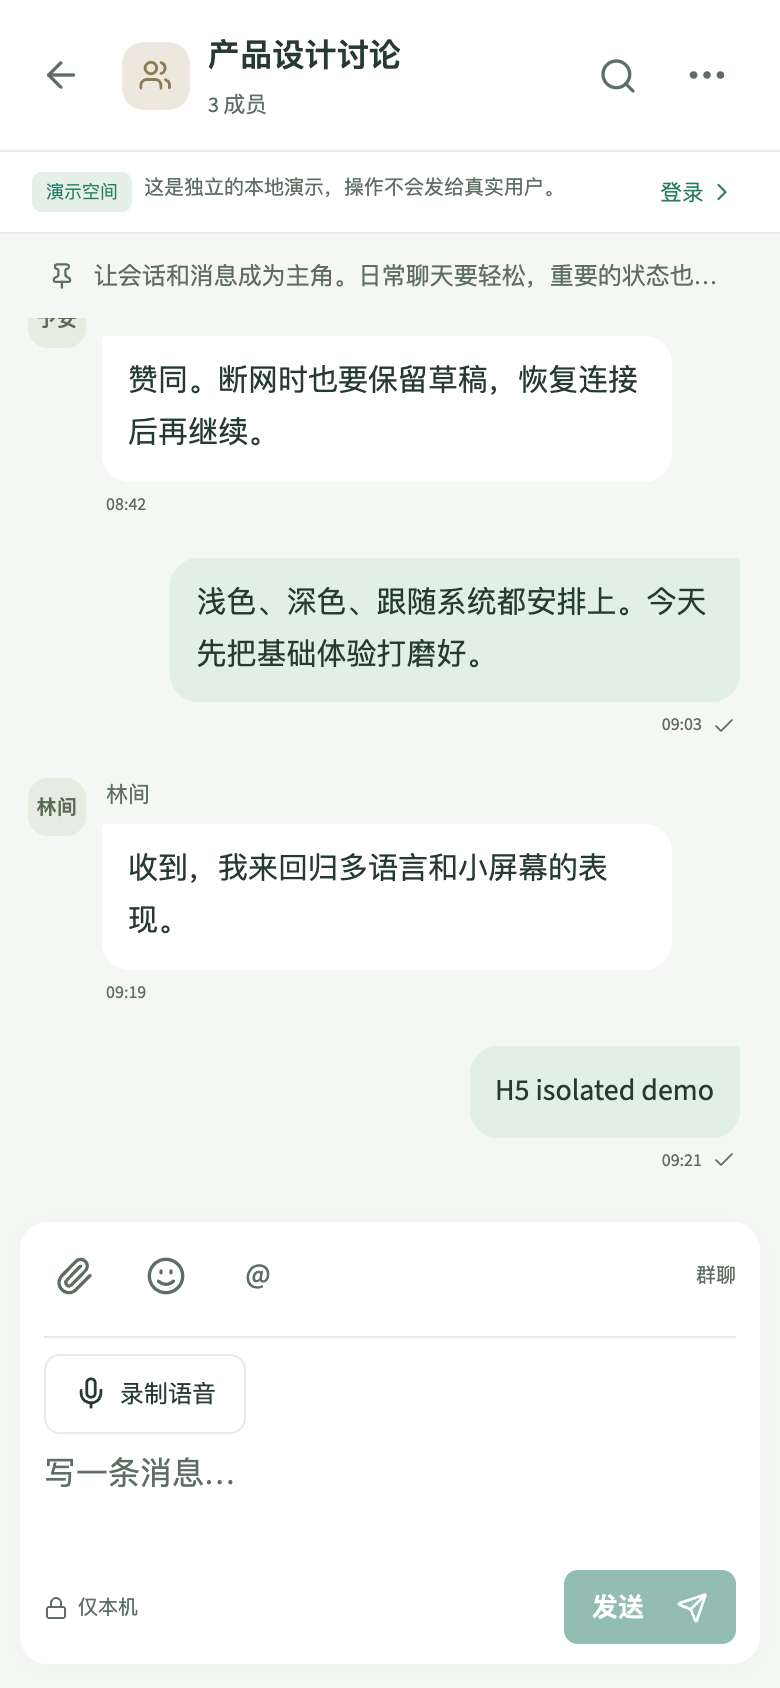 产品设计讨论
3 成员
演示空间
这是独立的本地演示，操作不会发给真实用户。
登录
让会话和消息成为主角。日常聊天要轻松，重要的状态也...
赞同。断网时也要保留草稿，恢复连接
后再继续。
08:42
浅色、深色、跟随系统都安排上。今天
先把基础体验打磨好。
09:03
林间
林间
收到，我来回归多语言和小屏幕的表
现。
09:19
H5 isolated demo
09:21
@
群聊
录制语音
写一条消息...
仅本机
发送